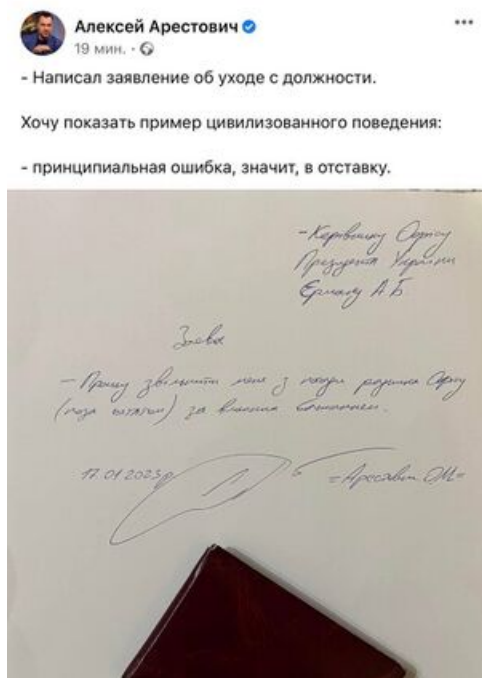 Алексей Арестович
19 мин. ·
- Написал заявление об уходе с должности.
Хочу показать пример цивилизованного поведения:
- принципиальная ошибка, значит, в отставку.
- Керівнику Офісу
Президента України
Єрмаку А Б
Заява
- Прошу звільнити мене з посади радника Офісу
(поза штатом) за власним бажанням.
17.01.2023р
=Арестович ОМ=